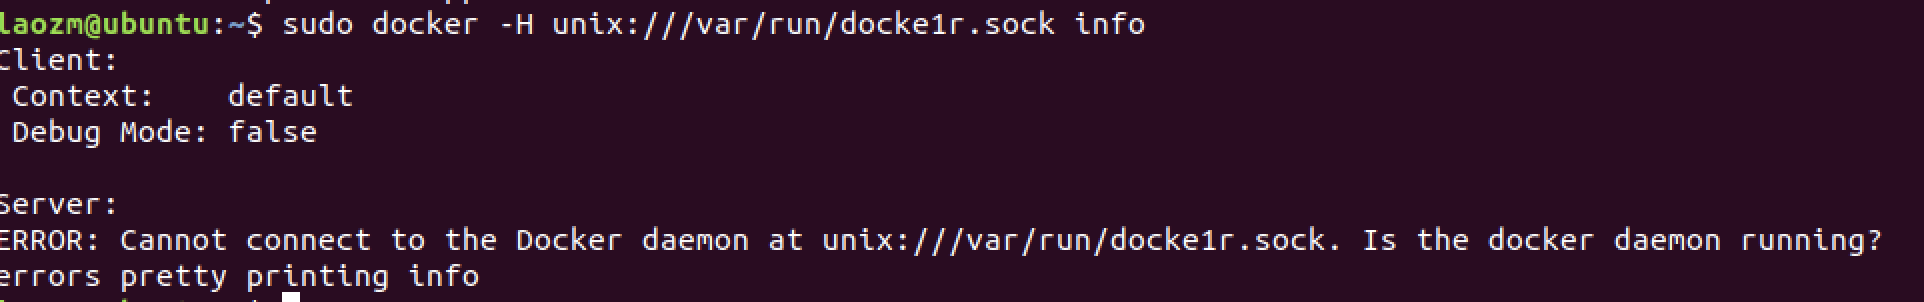 laozm@ubuntu:~$ sudo docker -H unix:///var/run/docke1r.sock info
Client:
 Context:    default
 Debug Mode: false

Server:
ERROR: Cannot connect to the Docker daemon at unix:///var/run/docke1r.sock. Is the docker daemon running?
errors pretty printing info